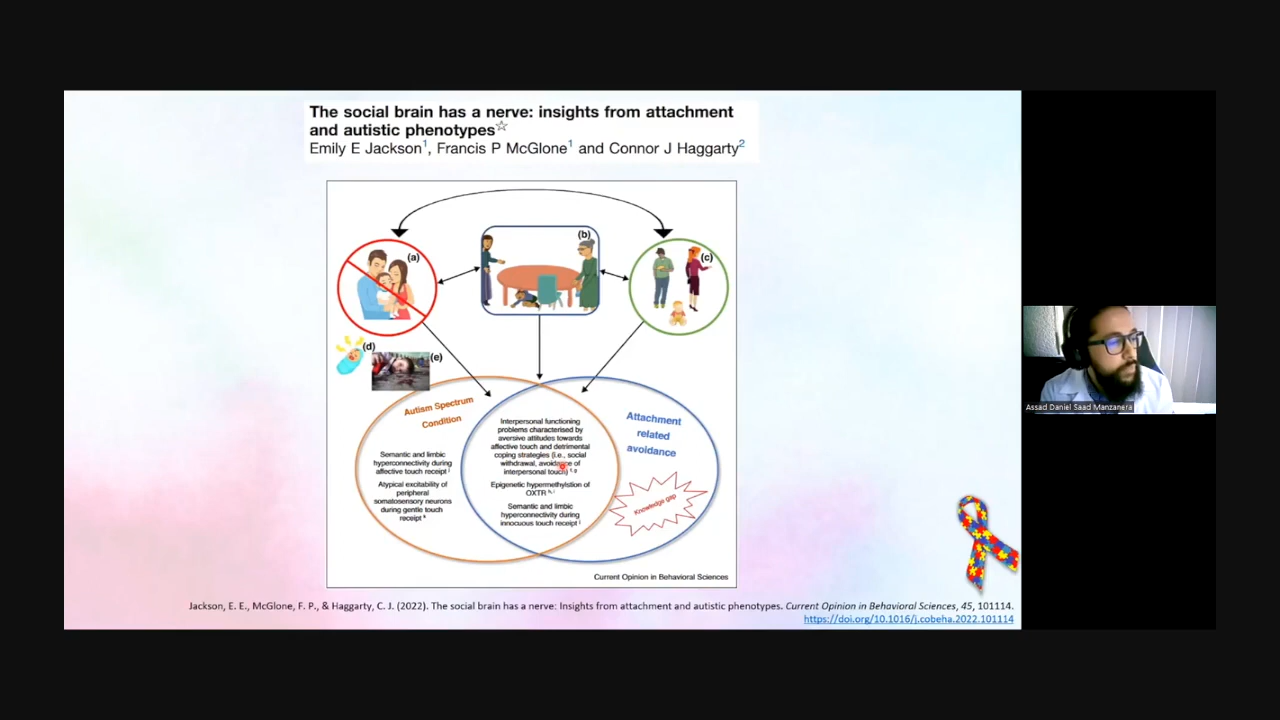 The social brain has a nerve: insights from attachment
and autistic phenotypes☆
Emily E Jackson1, Francis P McGlone1 and Connor J Haggarty2
(a)
(b)
(c)
(d)
(e)
Autism Spectrum
Condition
Semantic and limbic
hyperconnectivity during
affective touch receipt j
Atypical excitability of
peripheral
somatosensory neurons
during gentle touch
receipt k
Interpersonal functioning
problems characterised by
aversive attitudes towards
affective touch and detrimental
coping strategies (i.e., social
withdrawal, avoidance of
interpersonal touch) f, g
Epigenetic hypermethylstion of
OXTR h, i
Semantic and limbic
hyperconnectivity during
innocuous touch receipt j
Attachment
related
avoidance
Knowledge gap
Current Opinion in Behavioral Sciences
Jackson, E. E., McGlone, F. P., & Haggarty, C. J. (2022). The social brain has a nerve: Insights from attachment and autistic phenotypes. Current Opinion in Behavioral Sciences, 45, 101114.
https://doi.org/10.1016/j.cobeha.2022.101114
Assad Daniel Saad Manzanera